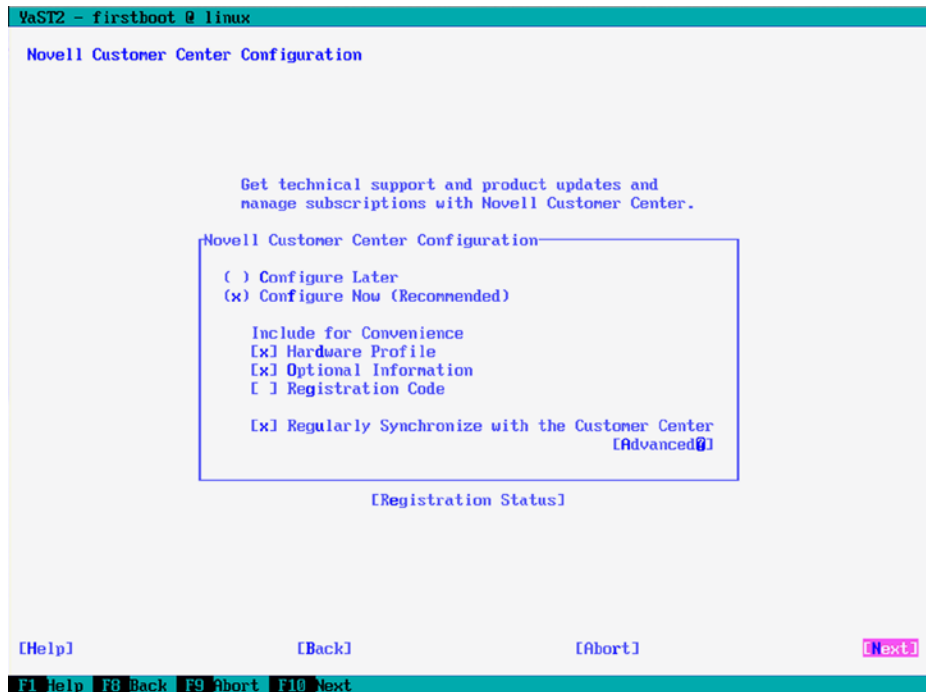 YaST2 - firstboot @ linux
Novell Customer Center Configuration
Get technical support and product updates and
manage subscriptions with Novell Customer Center.
Novell Customer Center Configuration
( ) Configure Later
(x) Configure Now (Recommended)
Include for Convenience
[x] Hardware Profile
[x] Optional Information
[ ] Registration Code
[x] Regularly Synchronize with the Customer Center
[Advanced?]
[Registration Status]
[Help] [Back] [Abort] [Next]
F1 Help F8 Back F9 Abort F10 Next